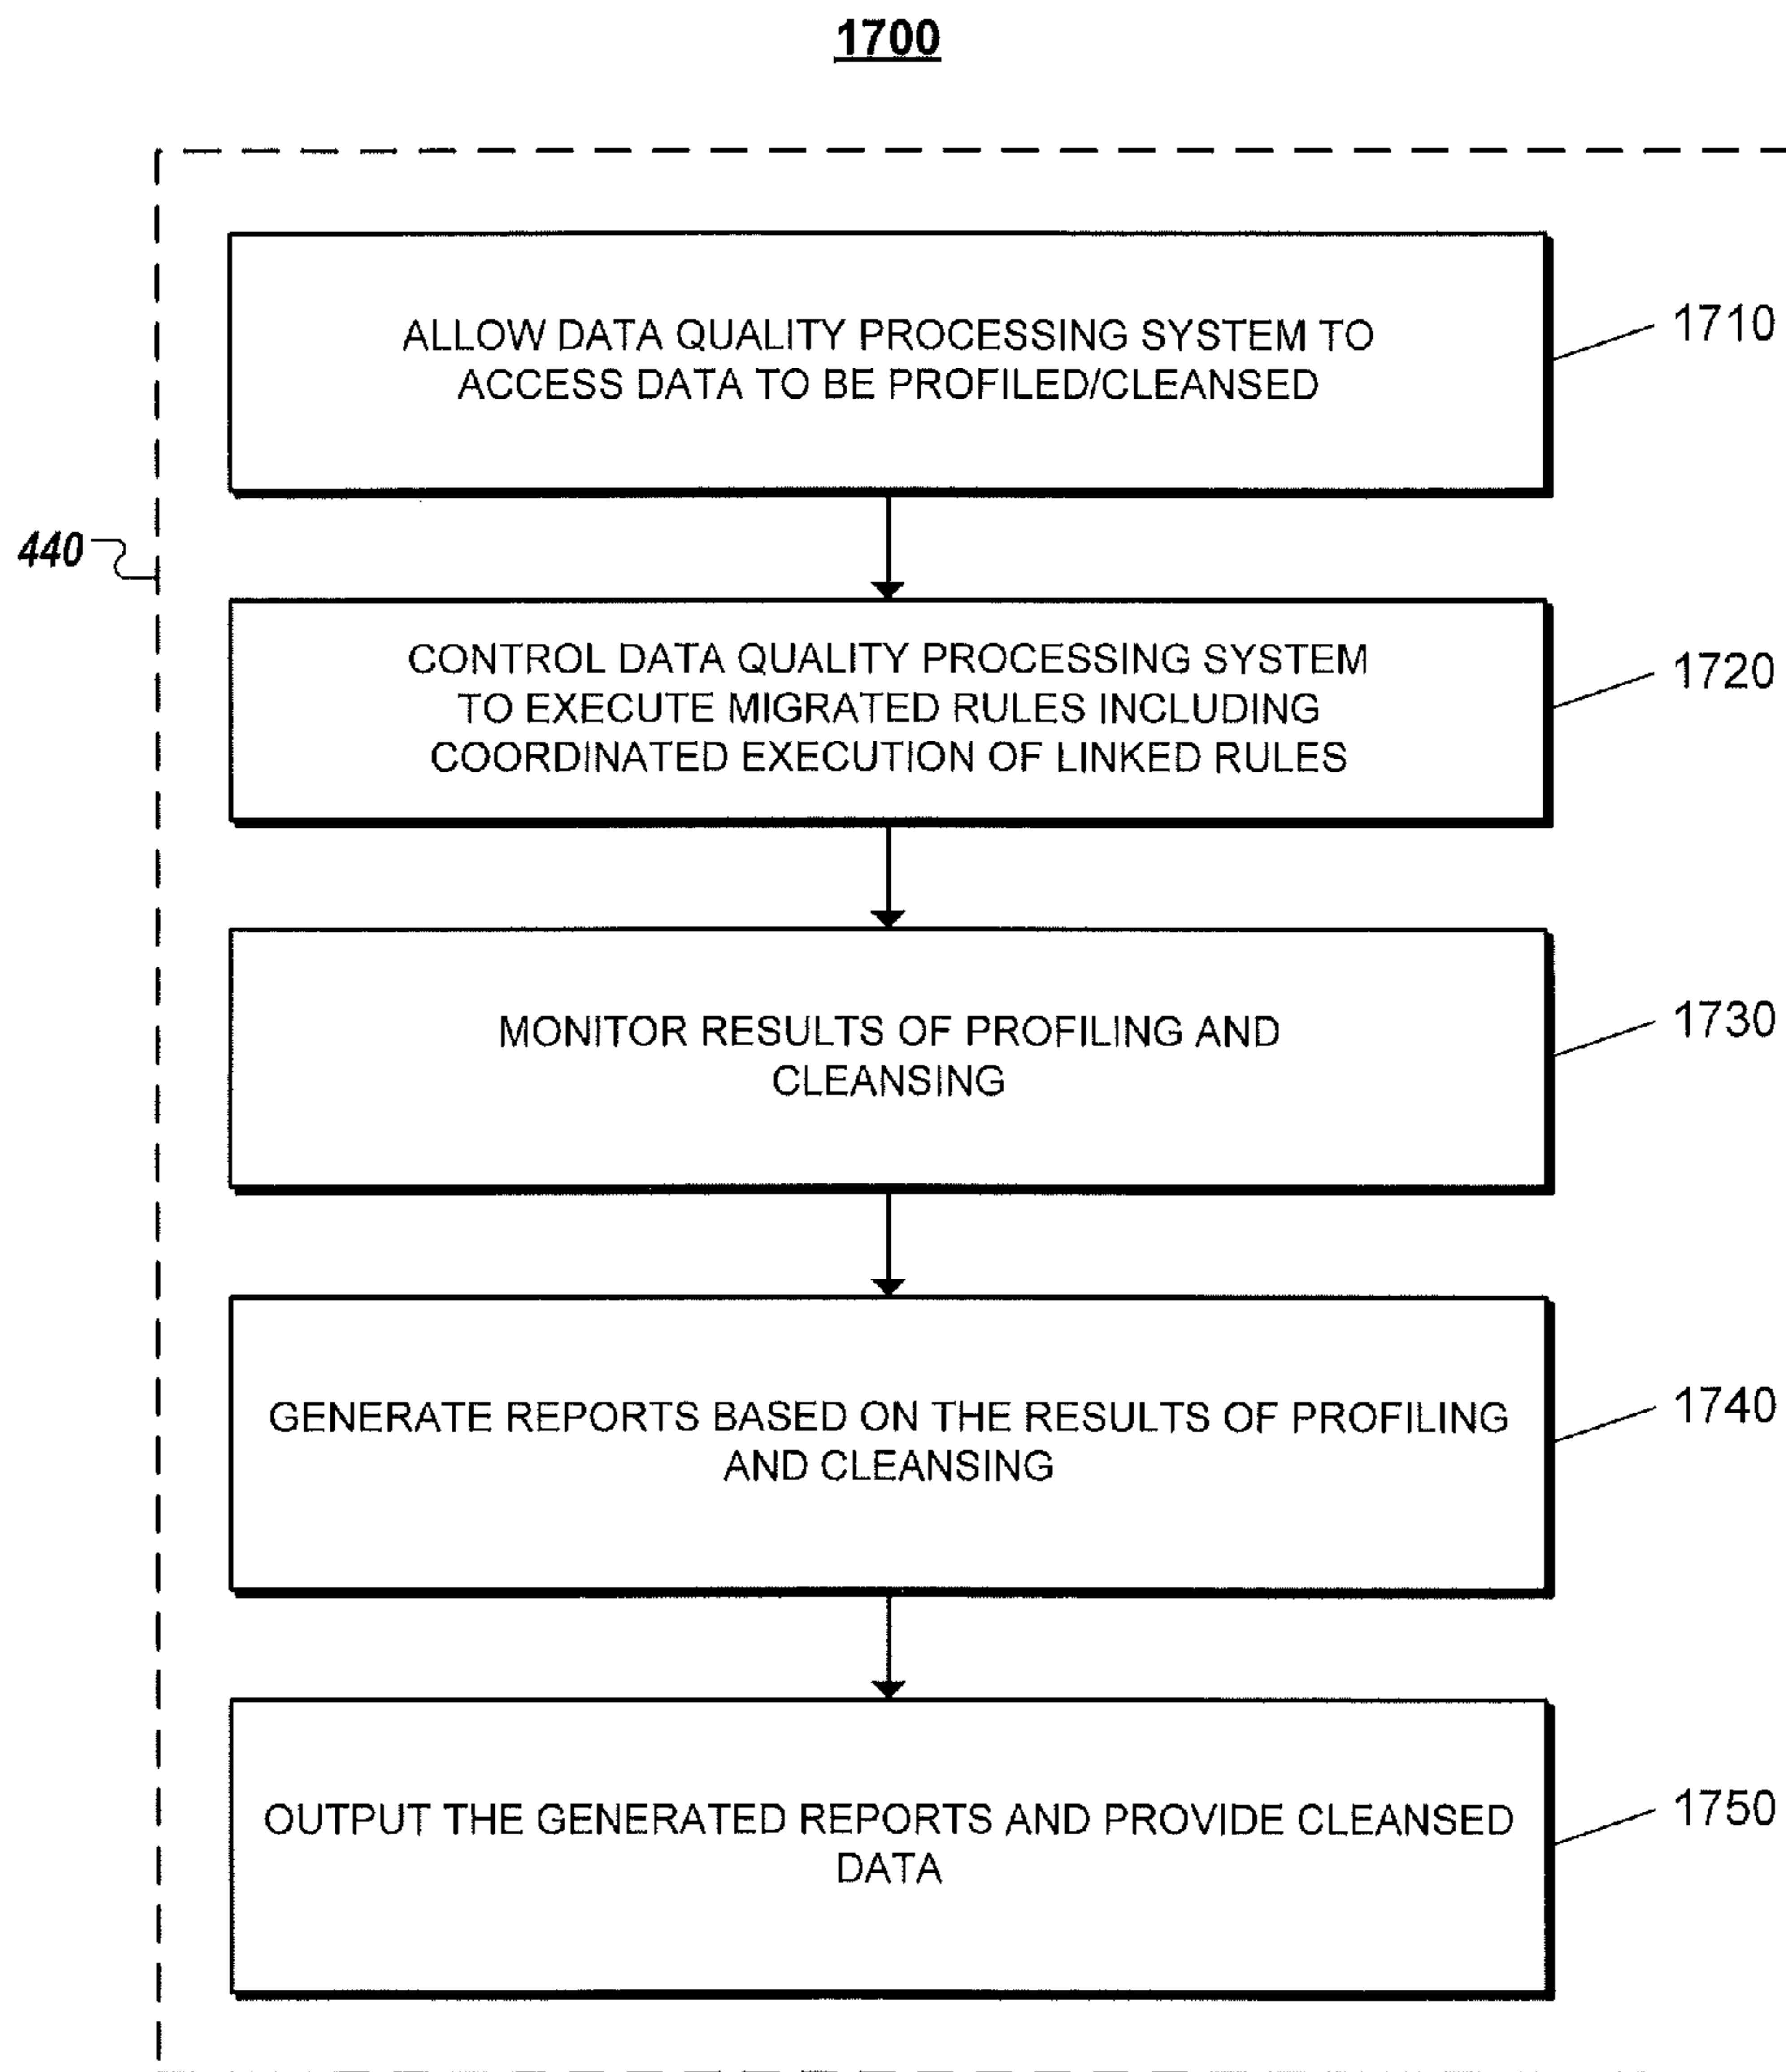 1700
ALLOW DATA QUALITY PROCESSING SYSTEM TO
ACCESS DATA TO BE PROFILED/CLEANSED
1710
440
CONTROL DATA QUALITY PROCESSING SYSTEM
TO EXECUTE MIGRATED RULES INCLUDING
COORDINATED EXECUTION OF LINKED RULES
1720
MONITOR RESULTS OF PROFILING AND
CLEANSING
1730
GENERATE REPORTS BASED ON THE RESULTS OF PROFILING
AND CLEANSING
1740
OUTPUT THE GENERATED REPORTS AND PROVIDE CLEANSED
DATA
1750